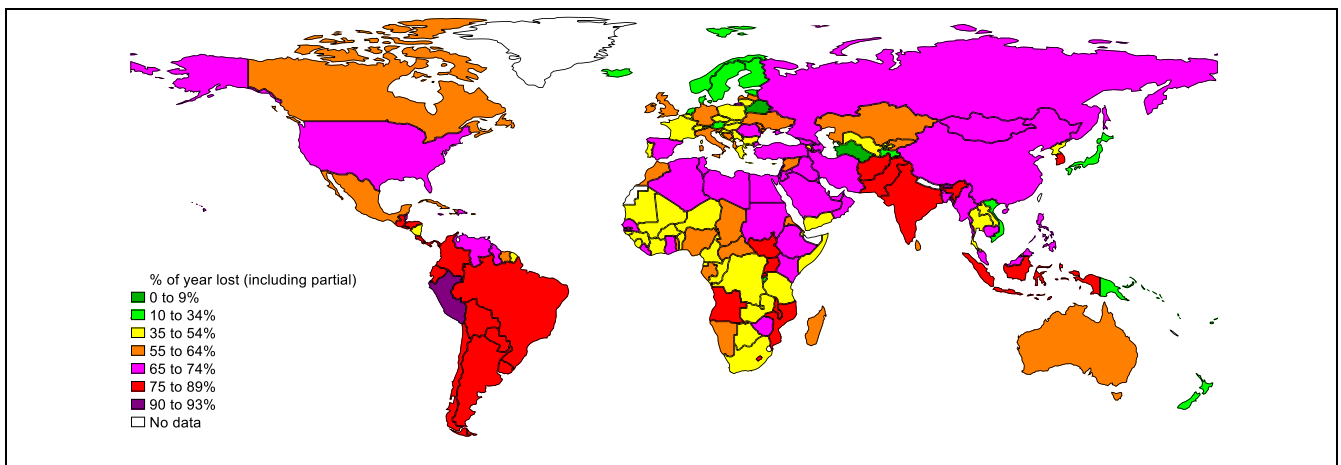 % of year lost (including partial)
0 to 9%
10 to 34%
35 to 54%
55 to 64%
65 to 74%
75 to 89%
90 to 93%
No data